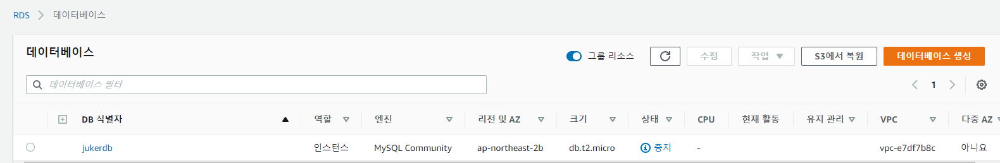 RDS 데이터베이스
데이터베이스 그룹 리소스 수정 작업 S3에서 복원 데이터베이스 생성
데이터베이스 필터 1
DB 식별자 역할 엔진 리전 및 AZ 크기 상태 CPU 현재 활동 유지 관리 VPC 다중 AZ
jukerdb 인스턴스 MySQL Community ap-northeast-2b db.t2.micro 중지 - vpc-e7df7b8c 아니요